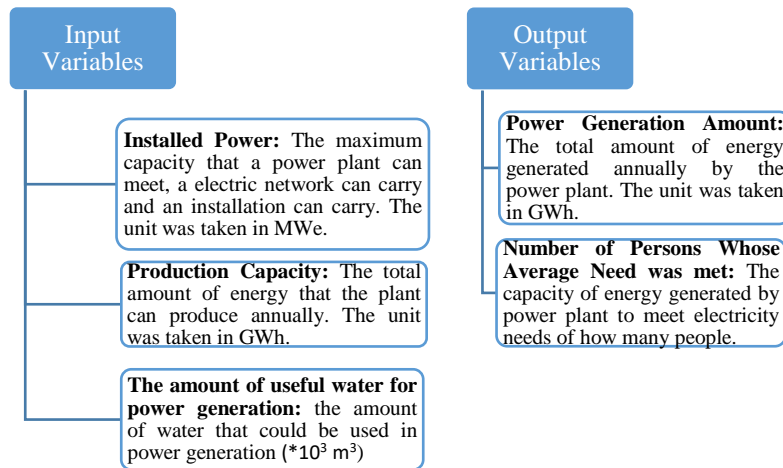 Input
Variables
Installed Power: The maximum
capacity that a power plant can
meet, a electric network can carry
and an installation can carry. The
unit was taken in MWe.
Production Capacity: The total
amount of energy that the plant
can produce annually. The unit
was taken in GWh.
The amount of useful water for
power generation: the amount
of water that could be used in
power generation (*10³ m³)
Output
Variables
Power Generation Amount:
The total amount of energy
generated annually by the
power plant. The unit was taken
in GWh.
Number of Persons Whose
Average Need was met: The
capacity of energy generated by
power plant to meet electricity
needs of how many people.